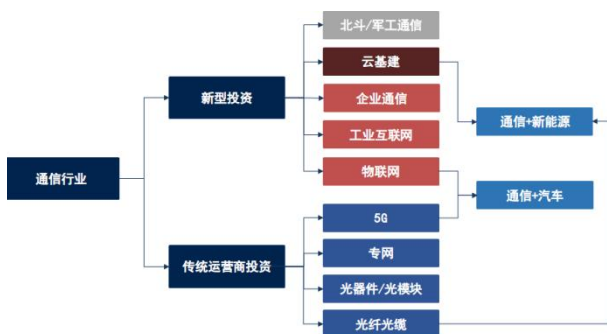 北斗/军工通信
云基建
新型投资
企业通信
通信+新能源
工业互联网
物联网
通信行业
通信+汽车
5G
专网
传统运营商投资
光器件/光模块
光纤光缆